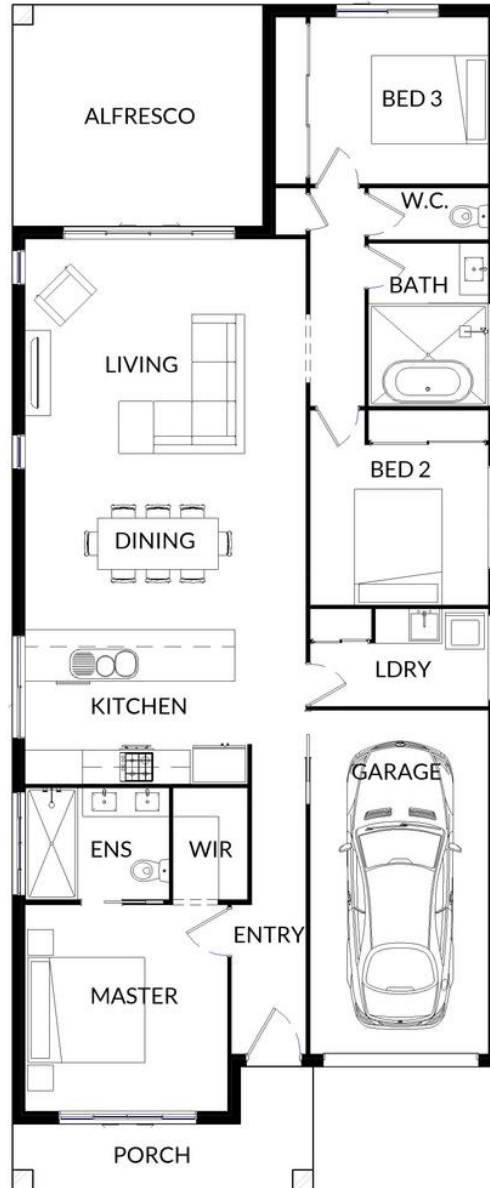 BED 3
ALFRESCO
W.C.
BATH
LIVING
BED 2
DINING
LDRY
KITCHEN
GARAGE
ENS
WIR
ENTRY
MASTER
PORCH